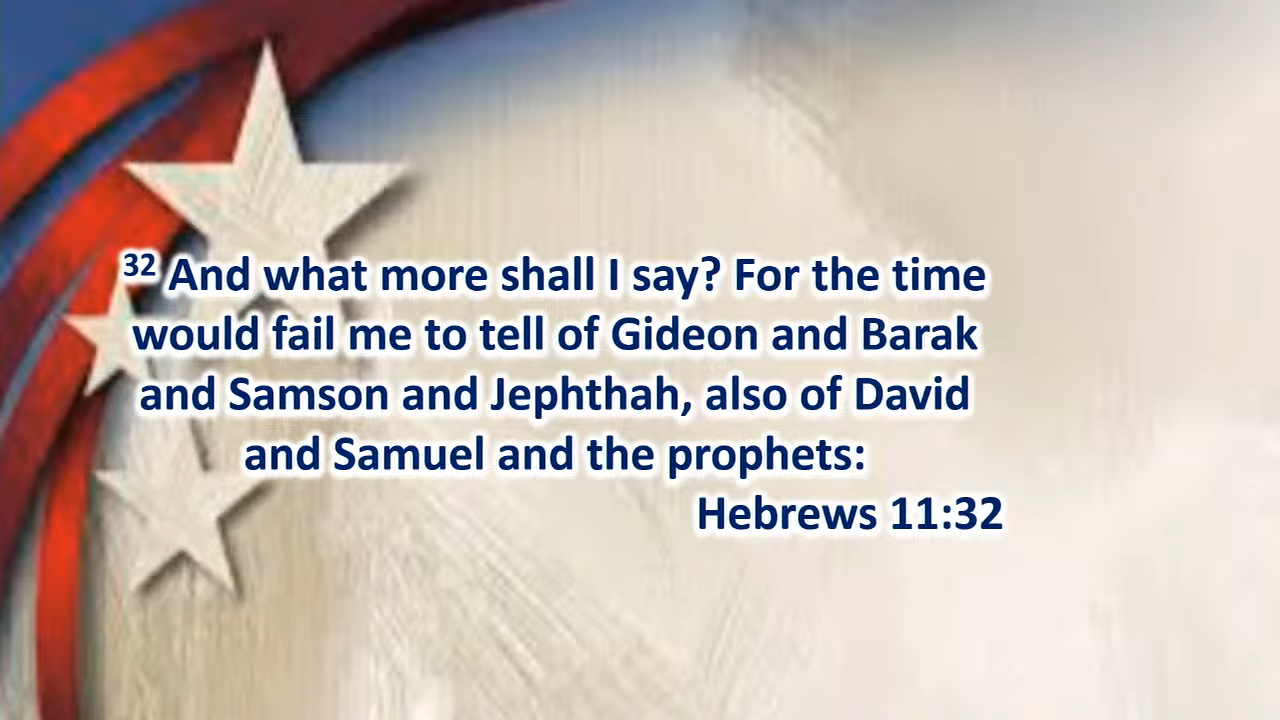 32 And what more shall I say? For the time
would fail me to tell of Gideon and Barak
and Samson and Jephthah, also of David
and Samuel and the prophets:
Hebrews 11:32